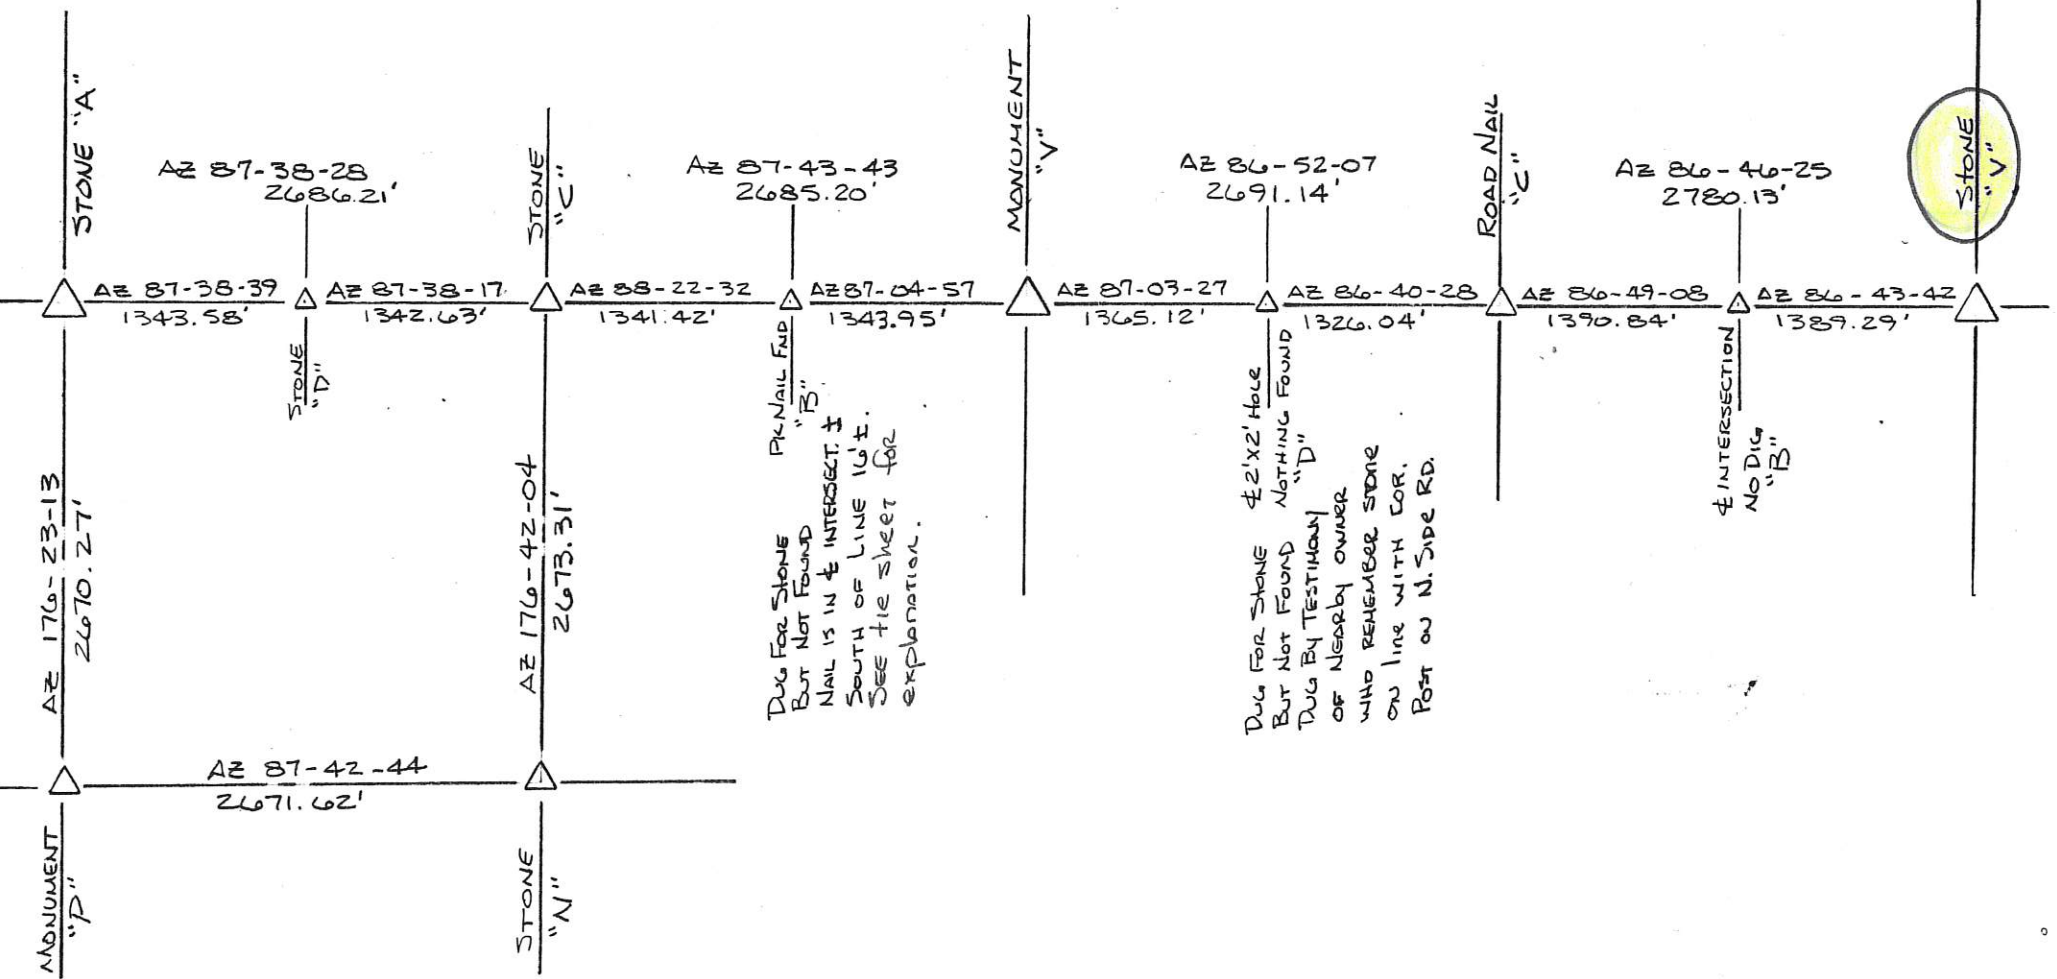 STONE "A"
AZ 87-38-28
2686.21'
STONE
"C"
AZ 87-43-43
2685.20'
MONUMENT
"V"
AZ 86-52-07
2691.14'
ROAD NAIL
"C"
AZ 86-46-25
2780.13'
STONE
"V"
AZ 87-38-39
1343.58'
AZ 87-38-17
1342.63'
AZ 88-22-32
1341.42'
AZ 87-04-57
1343.95'
AZ 87-03-27
1365.12'
AZ 86-40-28
1326.04'
AZ 86-49-08
1390.84'
AZ 86-43-42
1389.29'
STONE
"D"
PK NAIL FND
"B"
DUG FOR STONE
BUT NOT FOUND
NAIL IS IN ℄ INTERSECT. ±
SOUTH OF LINE 16'±.
SEE tie sheet for
explanation.
℄ 2'x2' Hole
NOTHING FOUND
"D"
DUG FOR STONE
BUT NOT FOUND
DUG BY TESTIMONY
OF NEARBY OWNER
WHO REMEMBER STONE
ON line WITH COR.
POST ON N. SIDE RD.
℄ INTERSECTION
NO DIG
"B"
AZ 176-23-13
2670.27'
AZ 176-42-04
2673.31'
AZ 87-42-44
2671.62'
MONUMENT
"P"
STONE
"N"